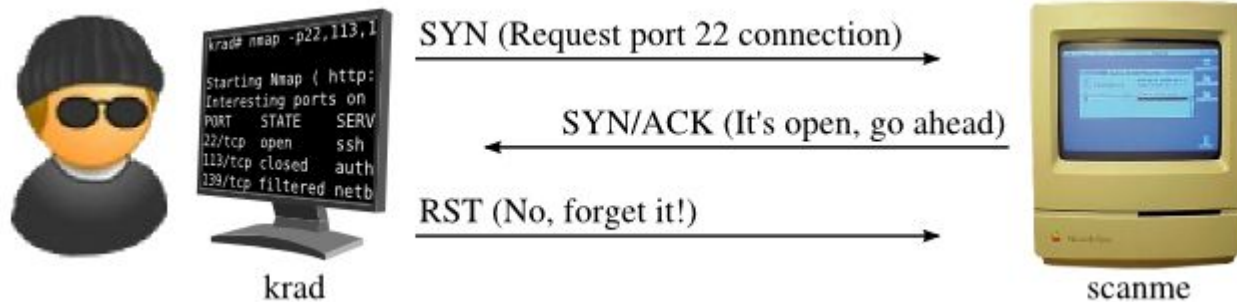 krad# nmap -p22,113,1
Starting Nmap ( http:
Interesting ports on
PORT STATE SERV
22/tcp open ssh
113/tcp closed auth
139/tcp filtered netb
SYN (Request port 22 connection)
SYN/ACK (It's open, go ahead)
RST (No, forget it!)
krad
scanme